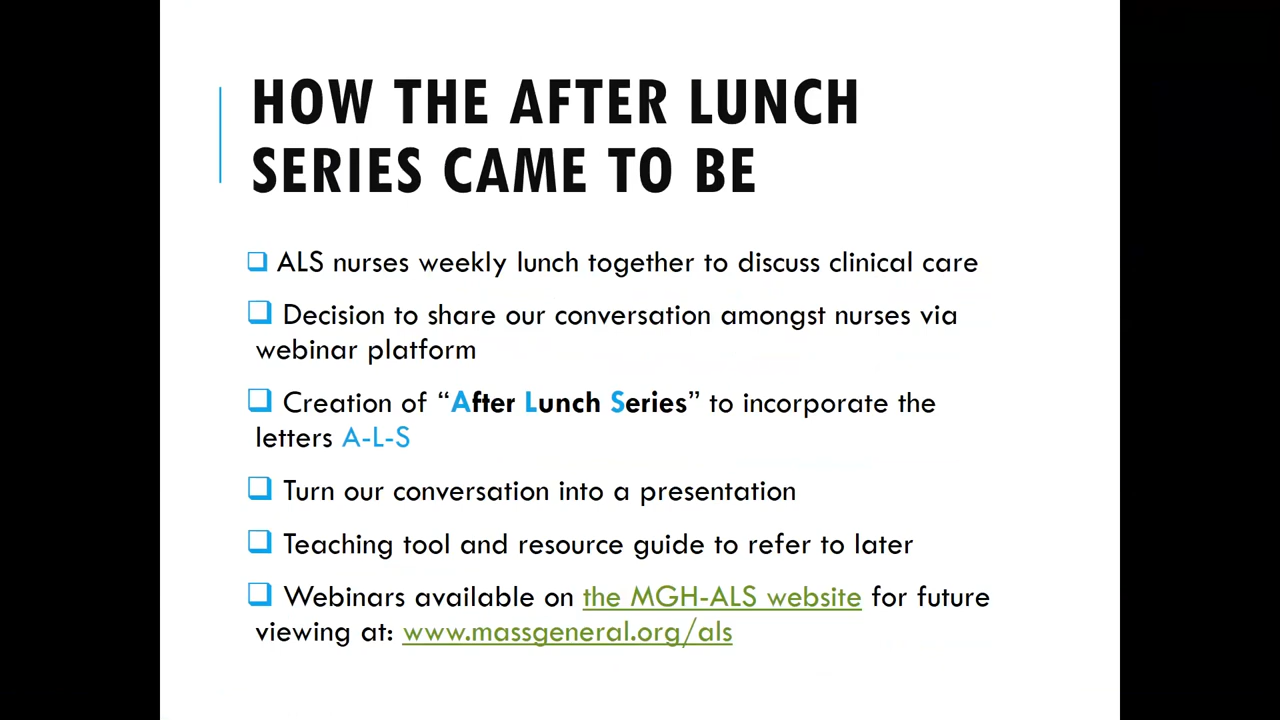 HOW THE AFTER LUNCH
SERIES CAME TO BE
ALS nurses weekly lunch together to discuss clinical care
Decision to share our conversation amongst nurses via
webinar platform
Creation of “After Lunch Series” to incorporate the
letters A-L-S
Turn our conversation into a presentation
Teaching tool and resource guide to refer to later
Webinars available on the MGH-ALS website for future
viewing at: www.massgeneral.org/als